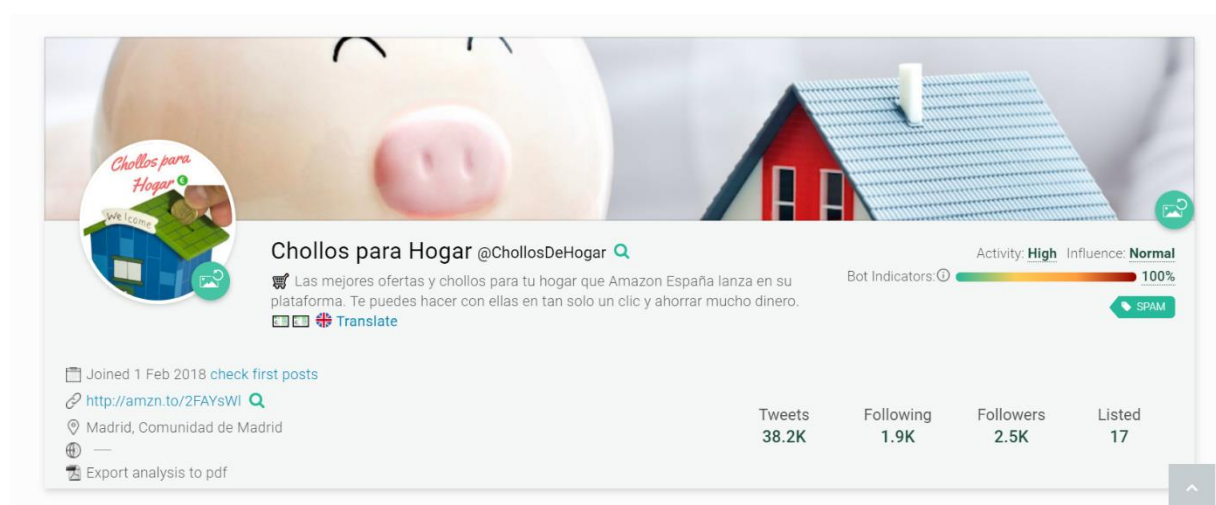 Chollos para
Hogar €
Welcome
Chollos para Hogar @ChollosDeHogar
Las mejores ofertas y chollos para tu hogar que Amazon España lanza en su
plataforma. Te puedes hacer con ellas en tan solo un clic y ahorrar mucho dinero.
Translate
Activity: High Influence: Normal
Bot Indicators: 100%
SPAM
Joined 1 Feb 2018 check first posts
http://amzn.to/2FAYsWl
Madrid, Comunidad de Madrid
—
Export analysis to pdf
Tweets Following Followers Listed
38.2K 1.9K 2.5K 17